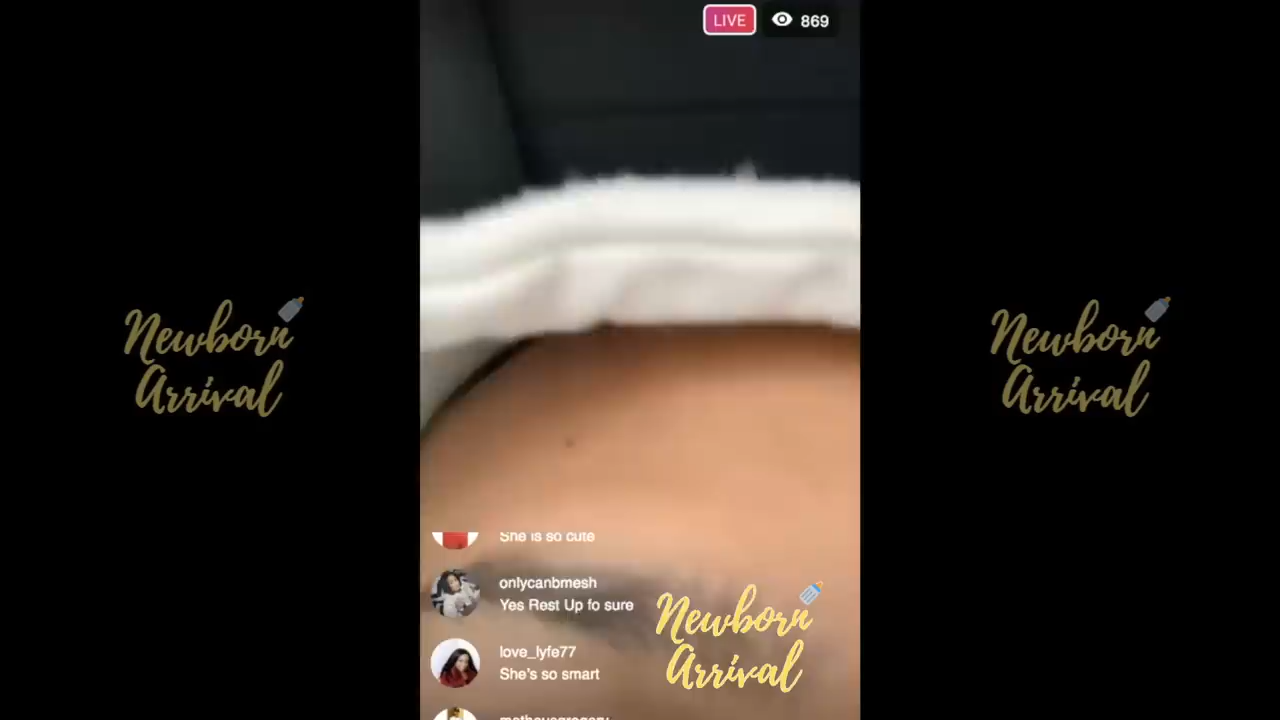 LIVE
869
Newborn
Arrival
Newborn
Arrival
She is so cute
onlycanbmesh
Yes Rest Up fo sure
love_lyfe77
She's so smart
Newborn
Arrival